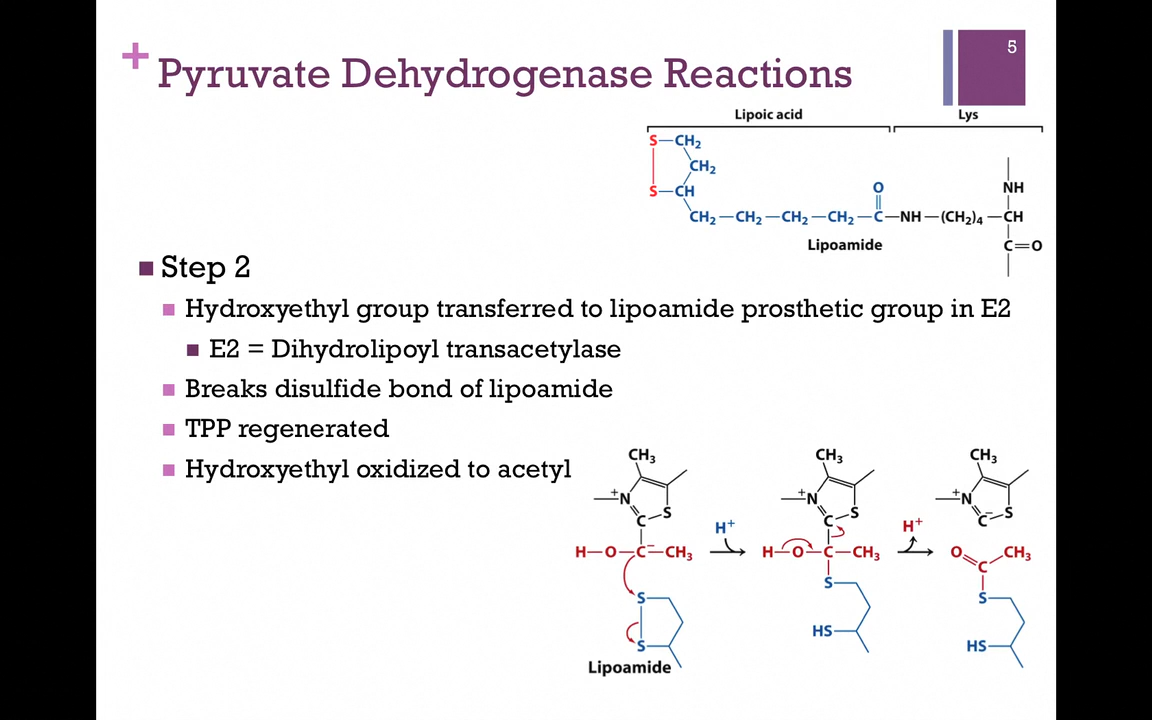 + Pyruvate Dehydrogenase Reactions
5
Lipoic acid
Lys
S—CH₂
CH₂
S—CH
O
NH
CH₂—CH₂—CH₂—CH₂—C—NH—(CH₂)₄—CH
Lipoamide
C=O
Step 2
Hydroxyethyl group transferred to lipoamide prosthetic group in E2
E2 = Dihydrolipoyl transacetylase
Breaks disulfide bond of lipoamide
TPP regenerated
Hydroxyethyl oxidized to acetyl
CH₃ CH₃ CH₃
+N +N +N
S S S
C C C−
H⁺ H⁺
H—O—C−—CH₃ H—O—C—CH₃ O CH₃
C
S S S
HS
S HS
Lipoamide